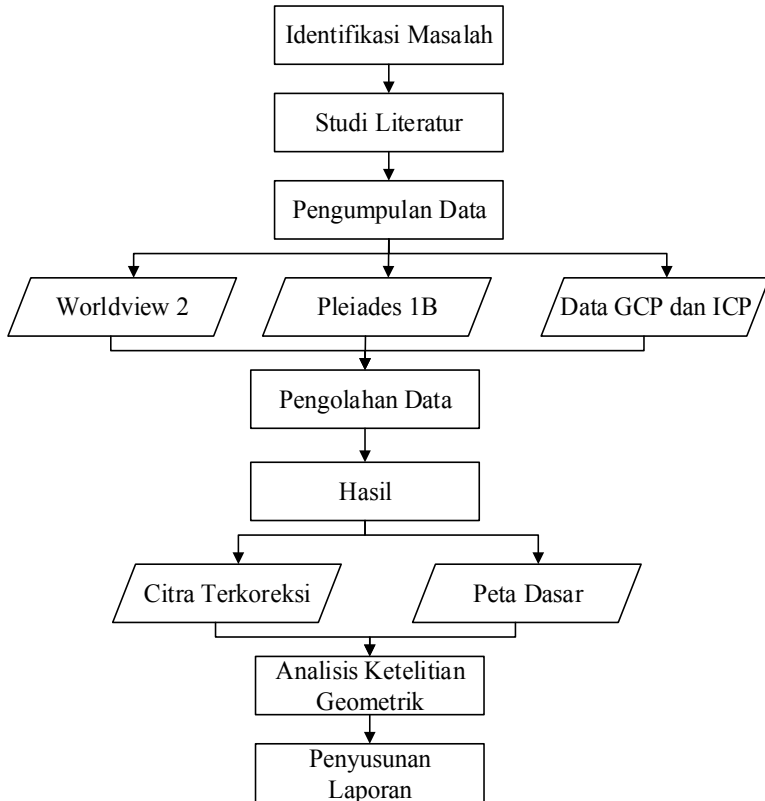 Identifikasi Masalah
Studi Literatur
Pengumpulan Data
Worldview 2
Pleiades 1B
Data GCP dan ICP
Pengolahan Data
Hasil
Citra Terkoreksi
Peta Dasar
Analisis Ketelitian
Geometrik
Penyusunan
Laporan